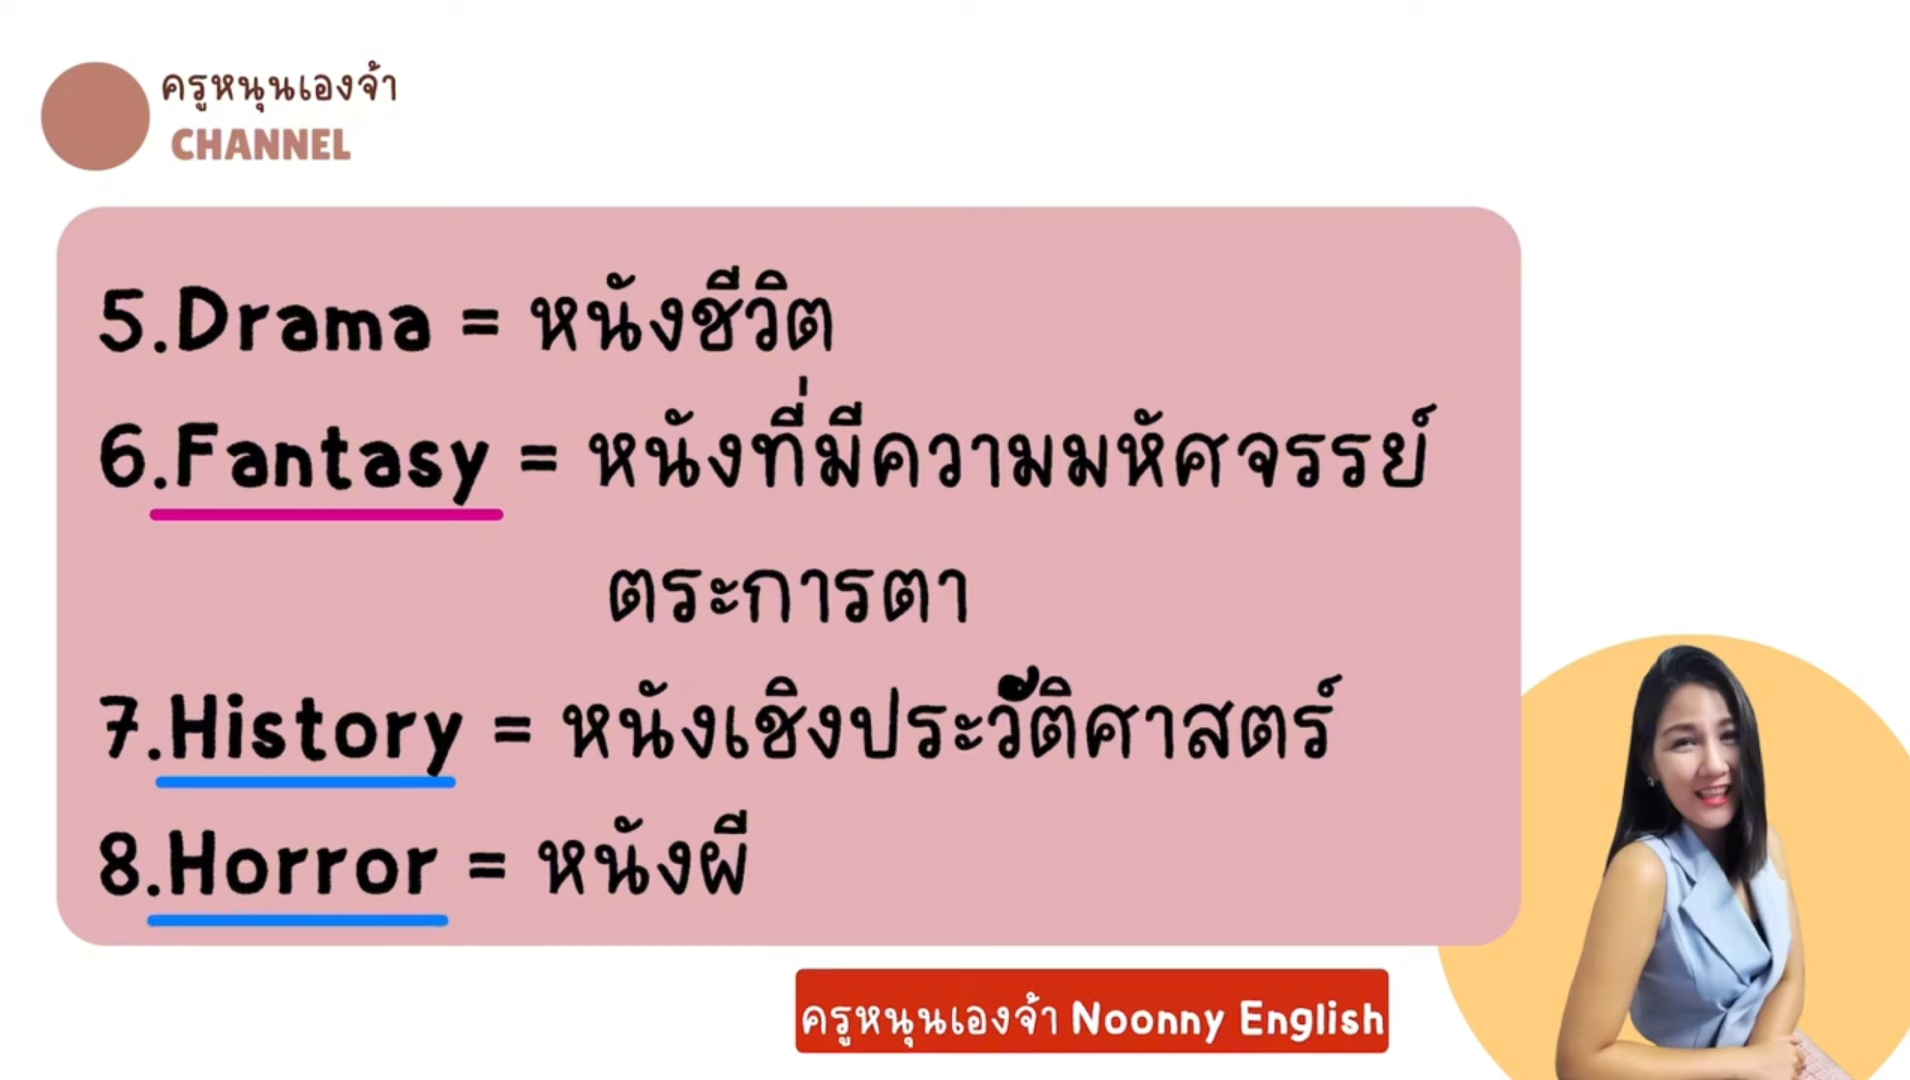 ครูหนุนเองจ้า
CHANNEL
5.Drama = หนังชีวิต
6.Fantasy = หนังที่มีความมหัศจรรย์
ตระการตา
7.History = หนังเชิงประวัติศาสตร์
8.Horror = หนังผี
ครูหนุนเองจ้า Noonny English